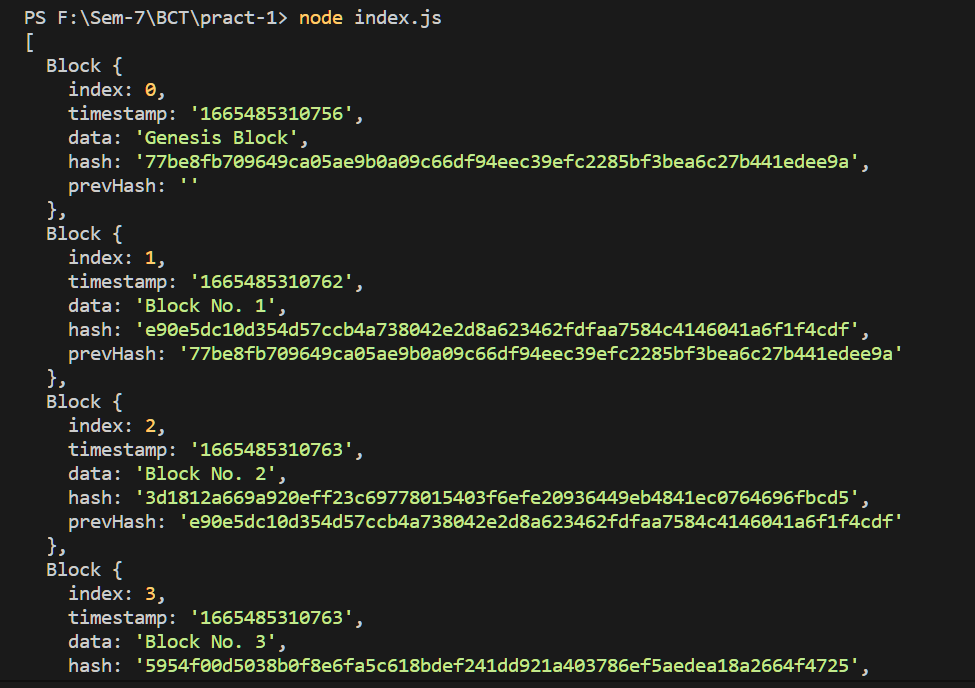 PS F:\Sem-7\BCT\pract-1> node index.js
[
  Block {
    index: 0,
    timestamp: '1665485310756',
    data: 'Genesis Block',
    hash: '77be8fb709649ca05ae9b0a09c66df94eec39efc2285bf3bea6c27b441edee9a',
    prevHash: ''
  },
  Block {
    index: 1,
    timestamp: '1665485310762',
    data: 'Block No. 1',
    hash: 'e90e5dc10d354d57ccb4a738042e2d8a623462fdfaa7584c4146041a6f1f4cdf',
    prevHash: '77be8fb709649ca05ae9b0a09c66df94eec39efc2285bf3bea6c27b441edee9a'
  },
  Block {
    index: 2,
    timestamp: '1665485310763',
    data: 'Block No. 2',
    hash: '3d1812a669a920eff23c69778015403f6efe20936449eb4841ec0764696fbcd5',
    prevHash: 'e90e5dc10d354d57ccb4a738042e2d8a623462fdfaa7584c4146041a6f1f4cdf'
  },
  Block {
    index: 3,
    timestamp: '1665485310763',
    data: 'Block No. 3',
    hash: '5954f00d5038b0f8e6fa5c618bdef241dd921a403786ef5aedea18a2664f4725',